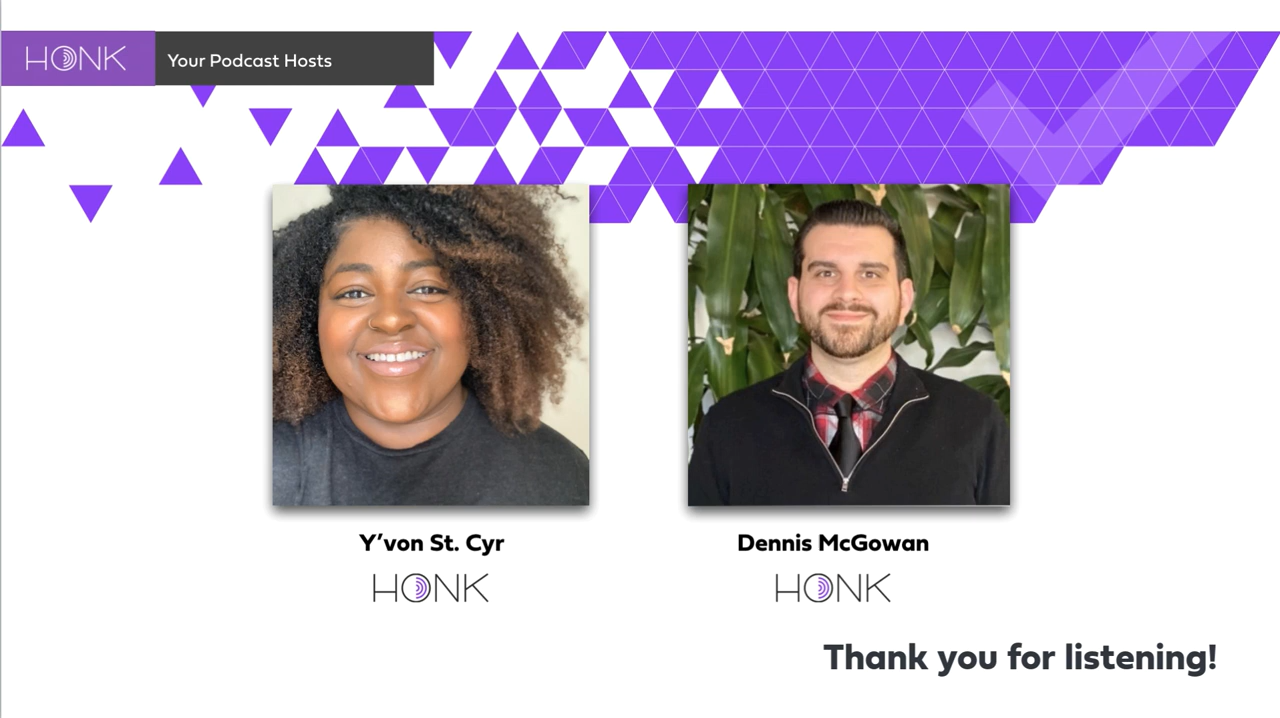 HONK
Your Podcast Hosts
Y’von St. Cyr
Dennis McGowan
HONK
HONK
Thank you for listening!